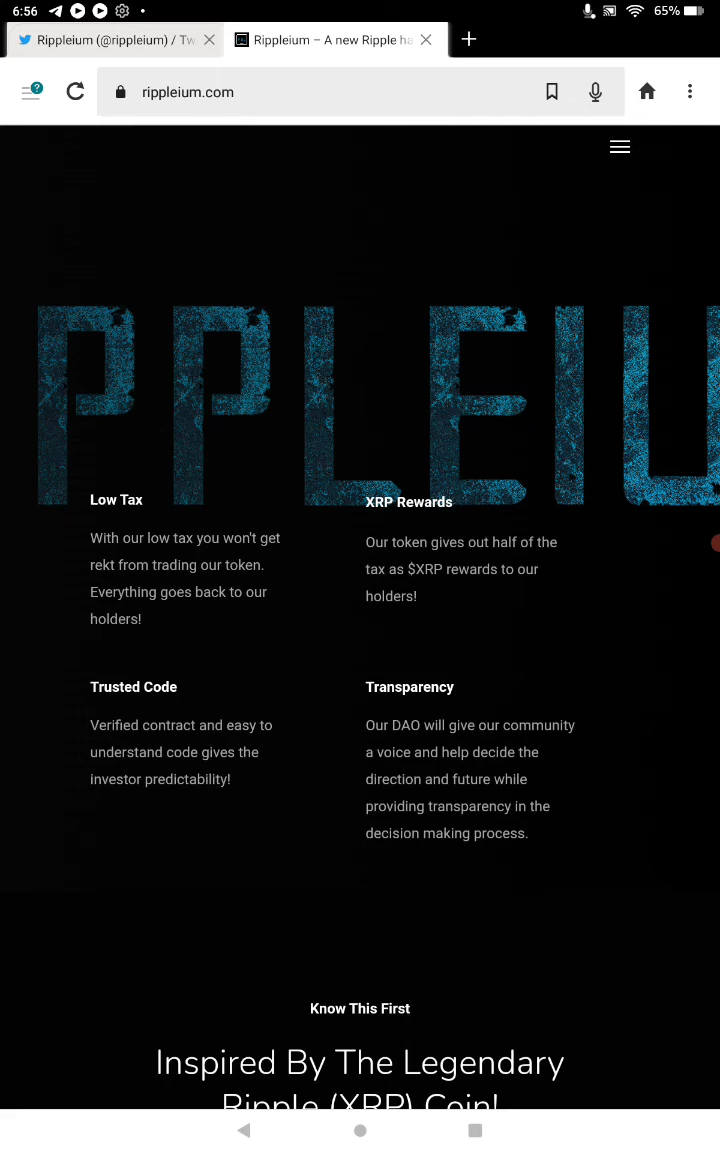 6:56
65%
Rippleium (@rippleium) / Tw
Rippleium – A new Ripple ha
rippleium.com
PPLEIU
Low Tax
With our low tax you won't get
rekt from trading our token.
Everything goes back to our
holders!
XRP Rewards
Our token gives out half of the
tax as $XRP rewards to our
holders!
Trusted Code
Verified contract and easy to
understand code gives the
investor predictability!
Transparency
Our DAO will give our community
a voice and help decide the
direction and future while
providing transparency in the
decision making process.
Know This First
Inspired By The Legendary
Ripple (XRP) Coin!